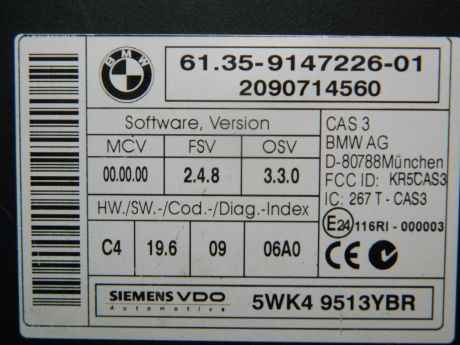 BMW
61.35-9147226-01
2090714560
Software, Version
MCV FSV OSV
00.00.00 2.4.8 3.3.0
HW./SW.-/Cod.-/Diag.-Index
C4 19.6 09 06A0
CAS 3
BMW AG
D-80788München
FCC ID: KR5CAS3
IC: 267 T - CAS3
E24 116RI - 000003
CE
SIEMENS VDO
Automotive
5WK4 9513YBR